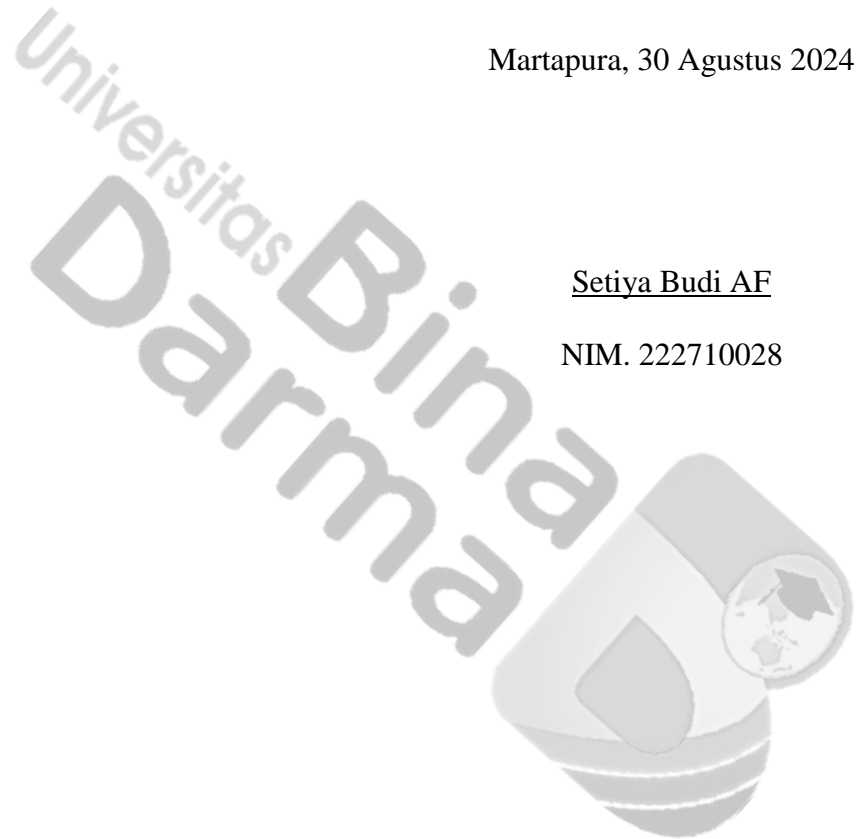 Martapura, 30 Agustus 2024
Universitas
Bina
Darma
Setiya Budi AF
NIM. 222710028